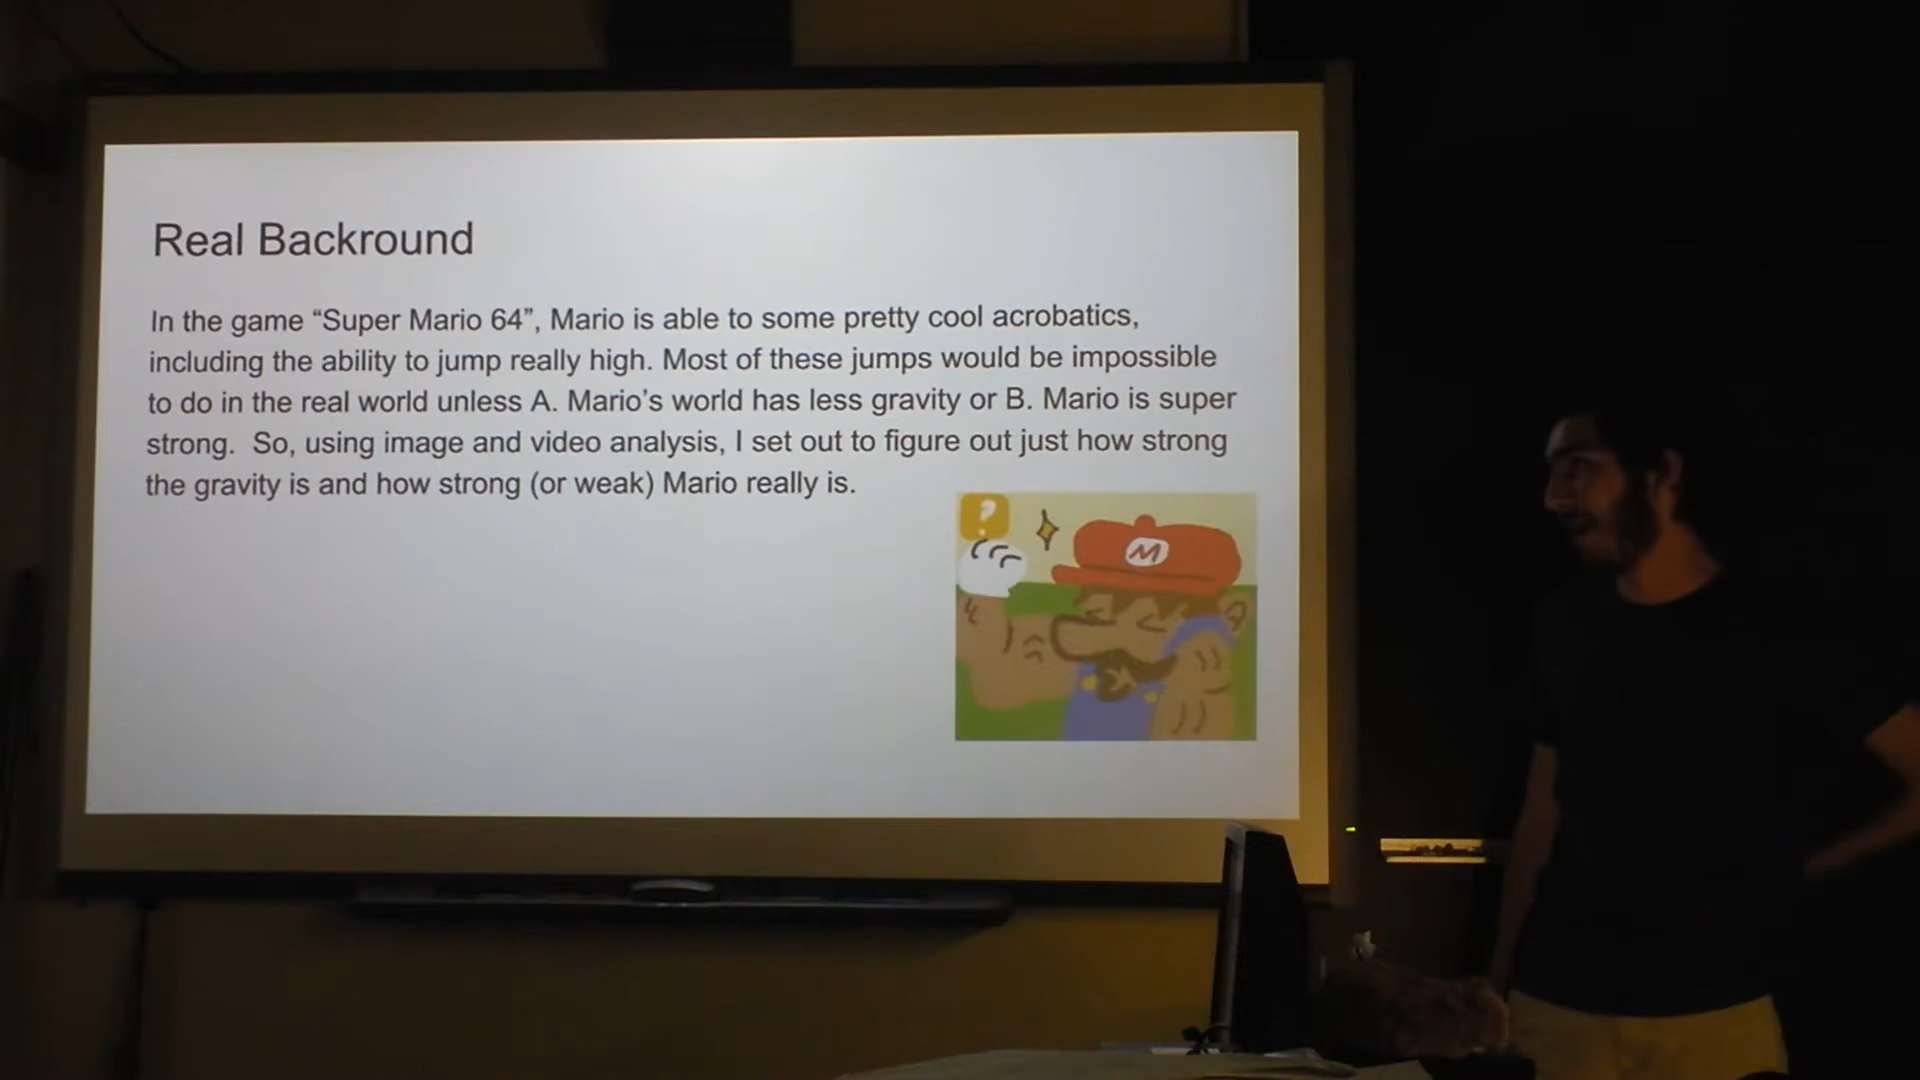 Real Backround
In the game “Super Mario 64”, Mario is able to some pretty cool acrobatics,
including the ability to jump really high. Most of these jumps would be impossible
to do in the real world unless A. Mario’s world has less gravity or B. Mario is super
strong.  So, using image and video analysis, I set out to figure out just how strong
the gravity is and how strong (or weak) Mario really is.
?
M